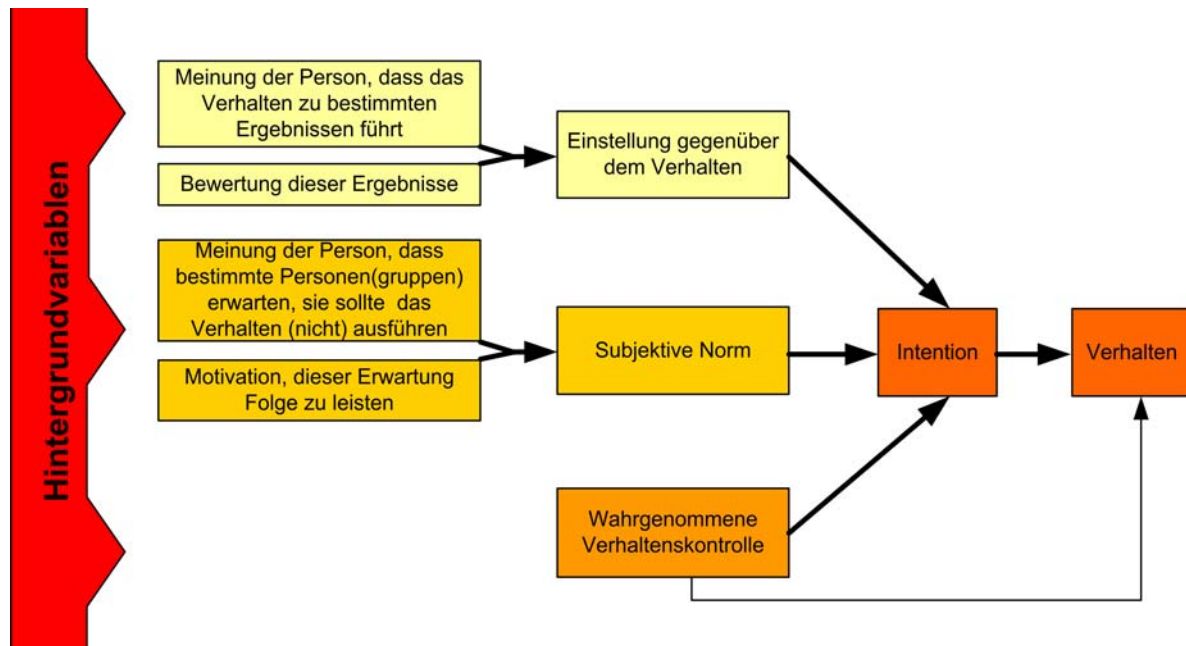 Hintergrundvariablen
Meinung der Person, dass das
Verhalten zu bestimmten
Ergebnissen führt
Bewertung dieser Ergebnisse
Einstellung gegenüber
dem Verhalten
Meinung der Person, dass
bestimmte Personen(gruppen)
erwarten, sie sollte das
Verhalten (nicht) ausführen
Motivation, dieser Erwartung
Folge zu leisten
Subjektive Norm
Intention
Verhalten
Wahrgenommene
Verhaltenskontrolle